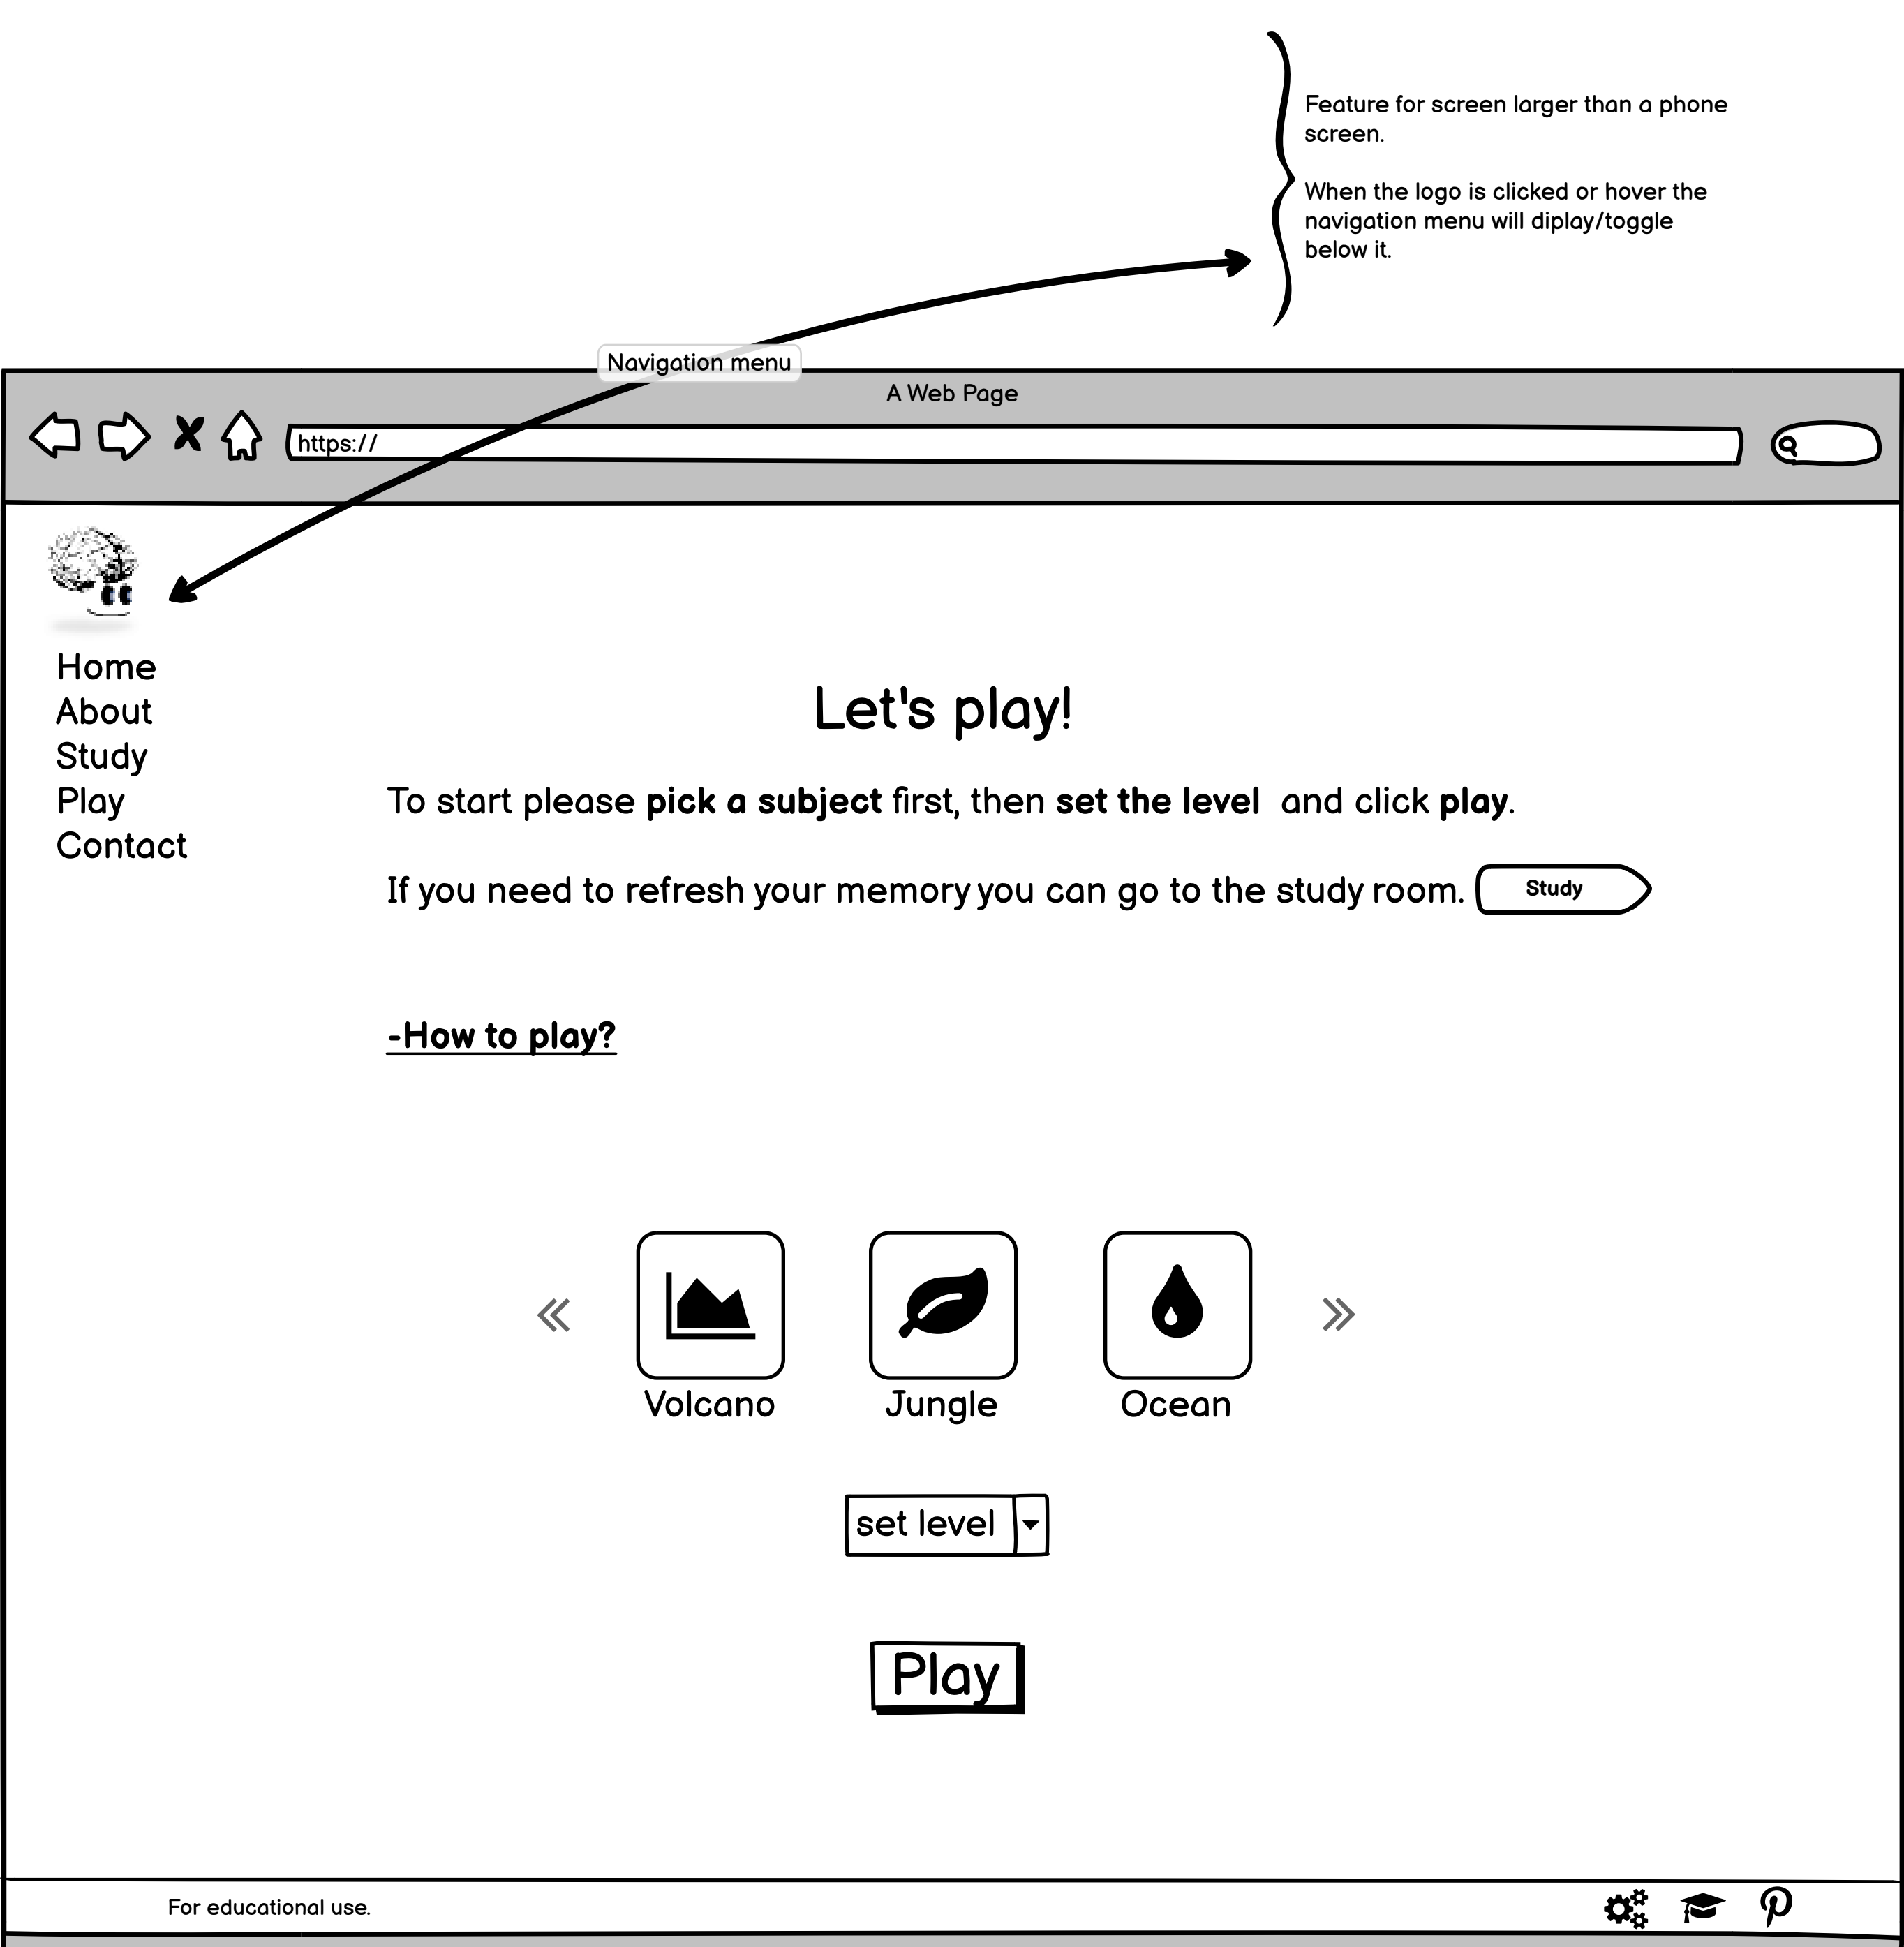 Feature for screen larger than a phone
screen.
When the logo is clicked or hover the
navigation menu will diplay/toggle
below it.
Navigation menu
A Web Page
https://
Home
About
Study
Play
Contact
Let's play!
To start please pick a subject first, then set the level and click play.
If you need to refresh your memory you can go to the study room. Study
-How to play?
Volcano Jungle Ocean
set level
Play
For educational use.